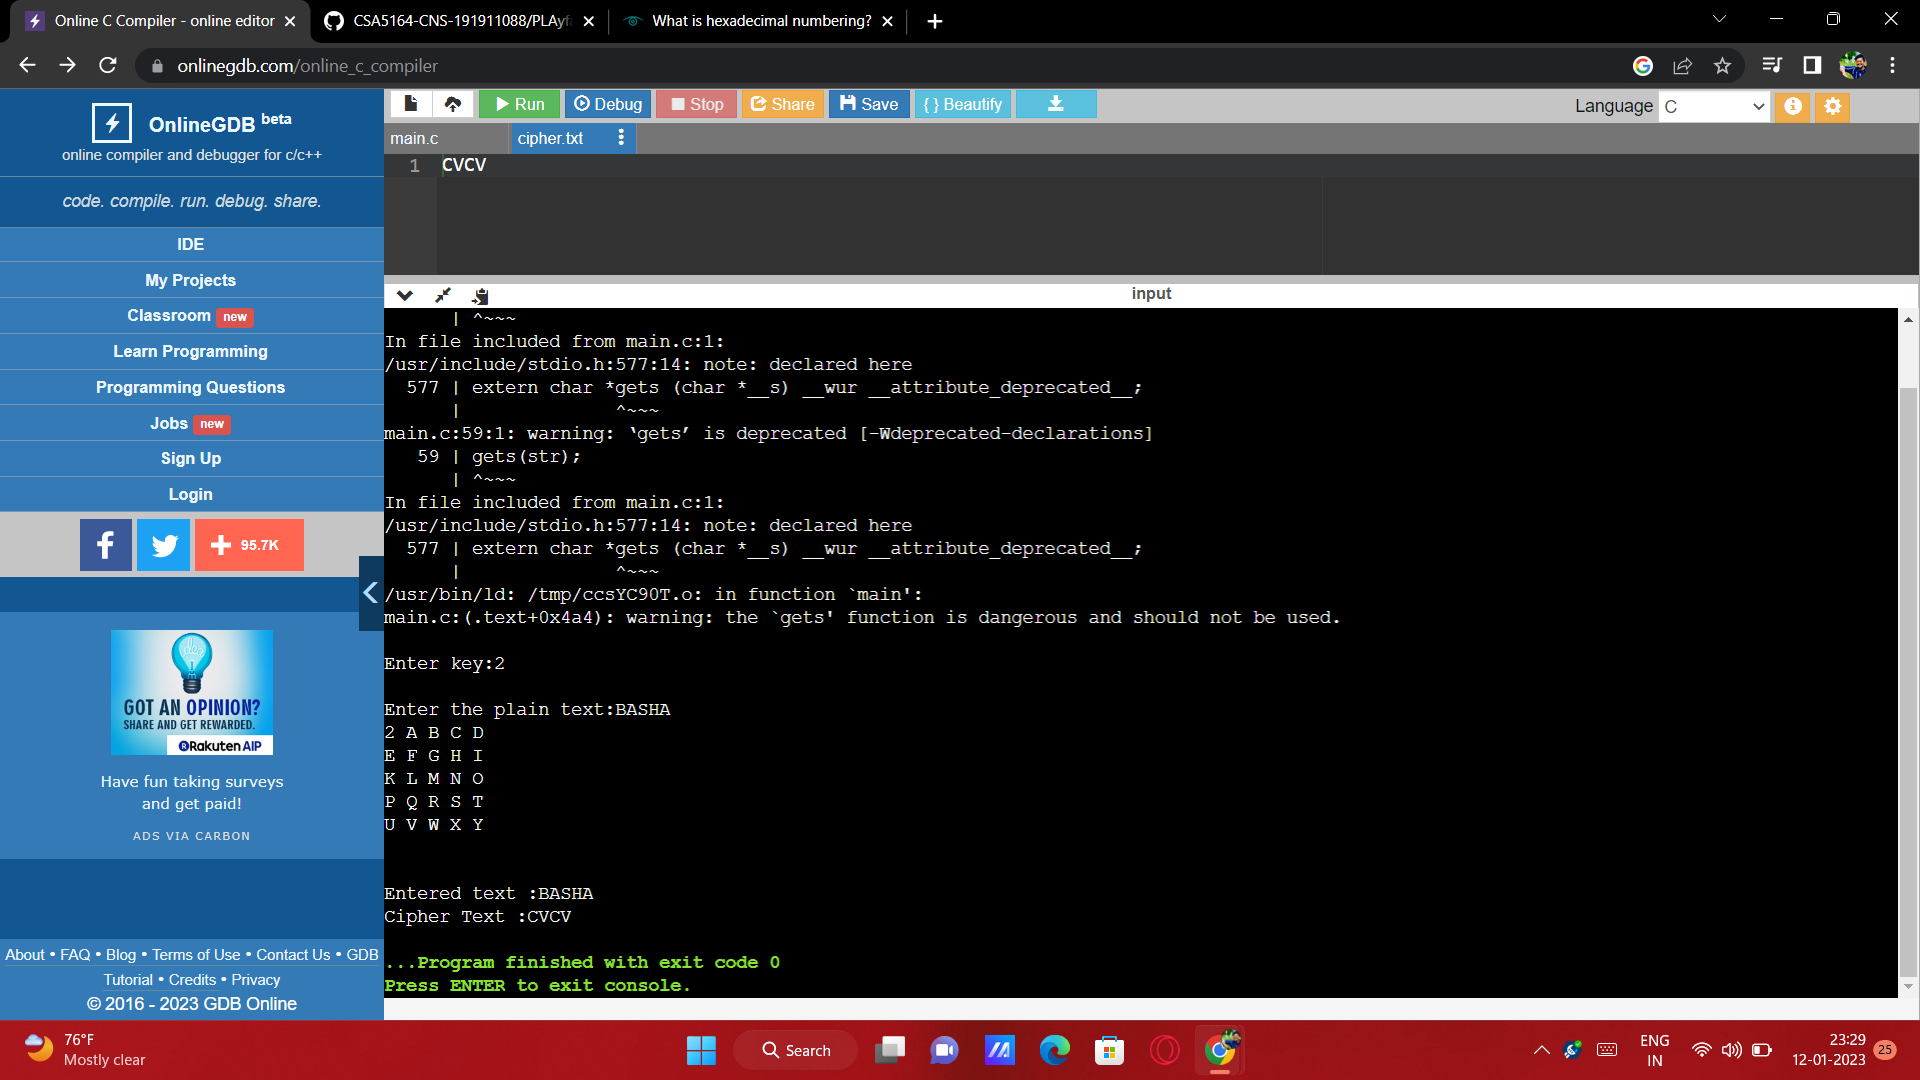 Online C Compiler - online editor
CSA5164-CNS-191911088/PLAyf
What is hexadecimal numbering?
onlinegdb.com/online_c_compiler
OnlineGDB beta
online compiler and debugger for c/c++
code. compile. run. debug. share.
IDE
My Projects
Classroom new
Learn Programming
Programming Questions
Jobs new
Sign Up
Login
95.7K
idea
GOT AN OPINION?
SHARE AND GET REWARDED.
Rakuten AIP
Have fun taking surveys
and get paid!
ADS VIA CARBON
About • FAQ • Blog • Terms of Use • Contact Us • GDB
Tutorial • Credits • Privacy
© 2016 - 2023 GDB Online
Run Debug Stop Share Save { } Beautify
Language C
main.c cipher.txt
1 CVCV
input
| ^~~~
In file included from main.c:1:
/usr/include/stdio.h:577:14: note: declared here
577 | extern char *gets (char *__s) __wur __attribute_deprecated__;
| ^~~~
main.c:59:1: warning: ‘gets’ is deprecated [-Wdeprecated-declarations]
59 | gets(str);
| ^~~~
In file included from main.c:1:
/usr/include/stdio.h:577:14: note: declared here
577 | extern char *gets (char *__s) __wur __attribute_deprecated__;
| ^~~~
/usr/bin/ld: /tmp/ccsYC90T.o: in function `main':
main.c:(.text+0x4a4): warning: the `gets' function is dangerous and should not be used.
Enter key:2
Enter the plain text:BASHA
2 A B C D
E F G H I
K L M N O
P Q R S T
U V W X Y
Entered text :BASHA
Cipher Text :CVCV
...Program finished with exit code 0
Press ENTER to exit console.
76°F
Mostly clear
Search
ENG
IN
23:29
12-01-2023
25